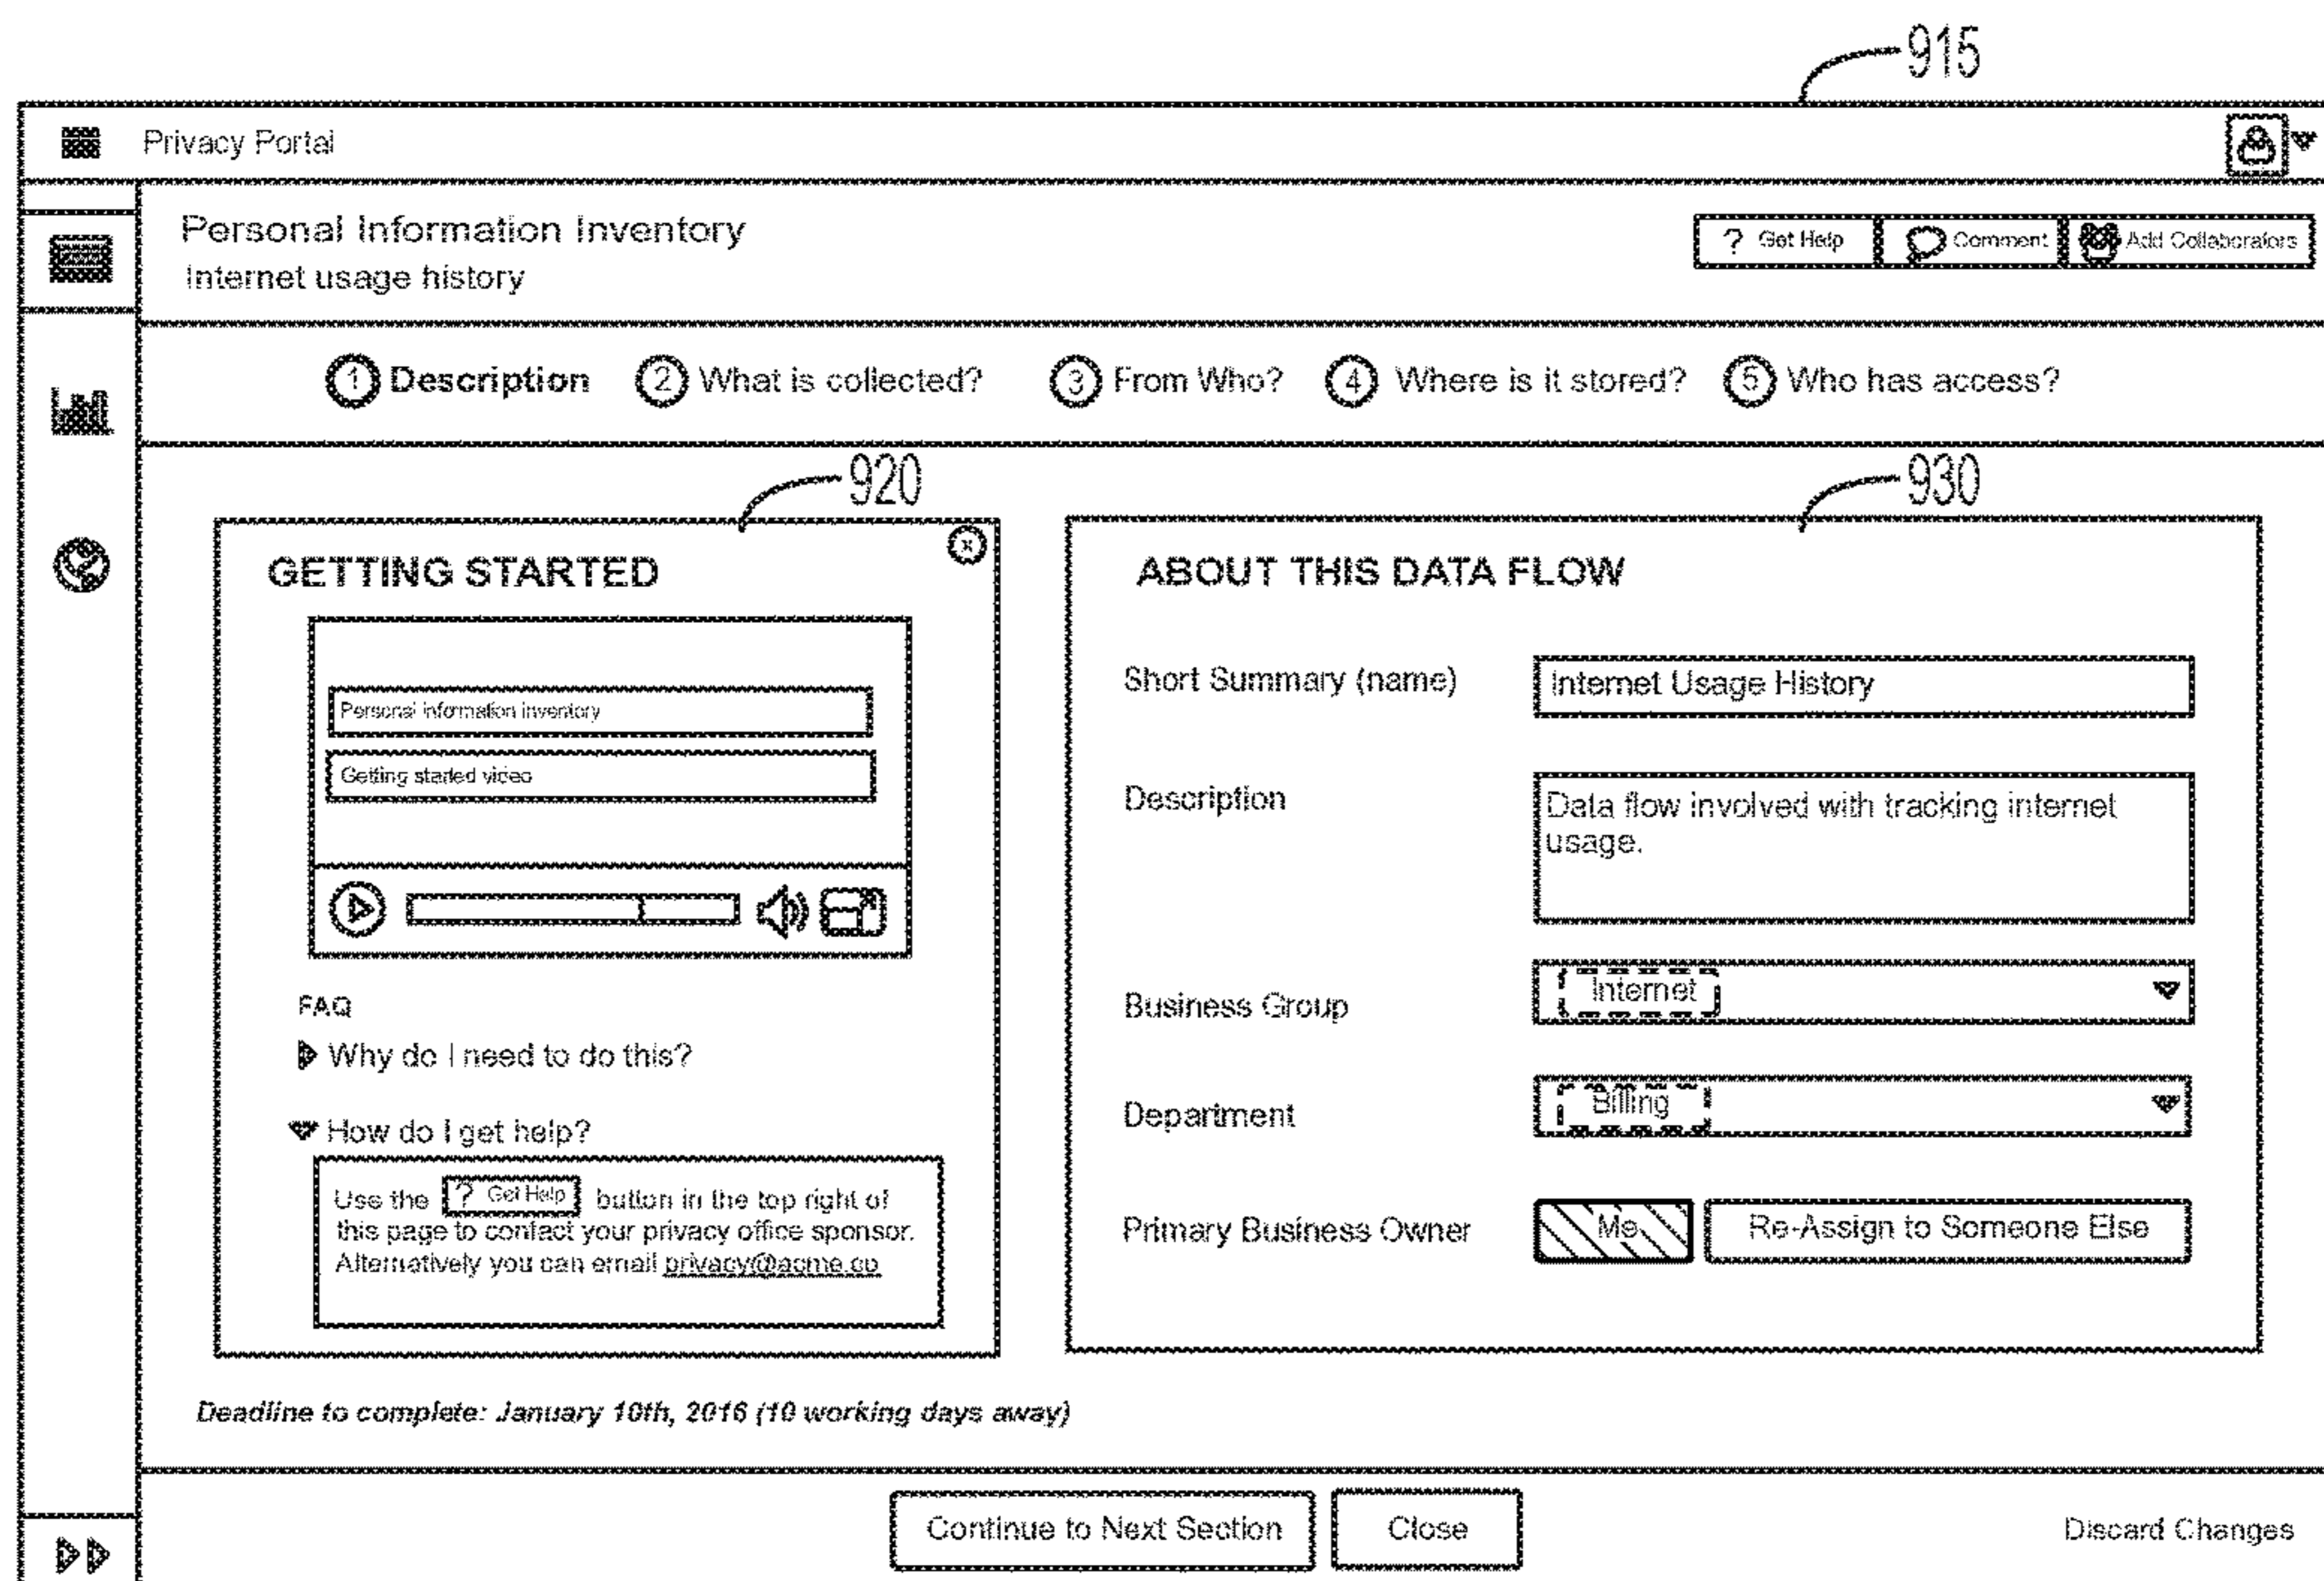 915
Privacy Portal
Personal Information Inventory
Internet usage history
? Get Help
Comment
Add Collaborators
1 Description
2 What is collected?
3 From Who?
4 Where is it stored?
5 Who has access?
920
GETTING STARTED
x
Personal information inventory
Getting started video
FAQ
Why do I need to do this?
How do I get help?
Use the ? Get Help button in the top right of
this page to contact your privacy office sponsor.
Alternatively you can email privacy@acme.co
930
ABOUT THIS DATA FLOW
Short Summary (name)
Internet Usage History
Description
Data flow involved with tracking internet
usage.
Business Group
Internet
Department
Billing
Primary Business Owner
Me
Re-Assign to Someone Else
Deadline to complete: January 10th, 2016 (10 working days away)
Continue to Next Section
Close
Discard Changes